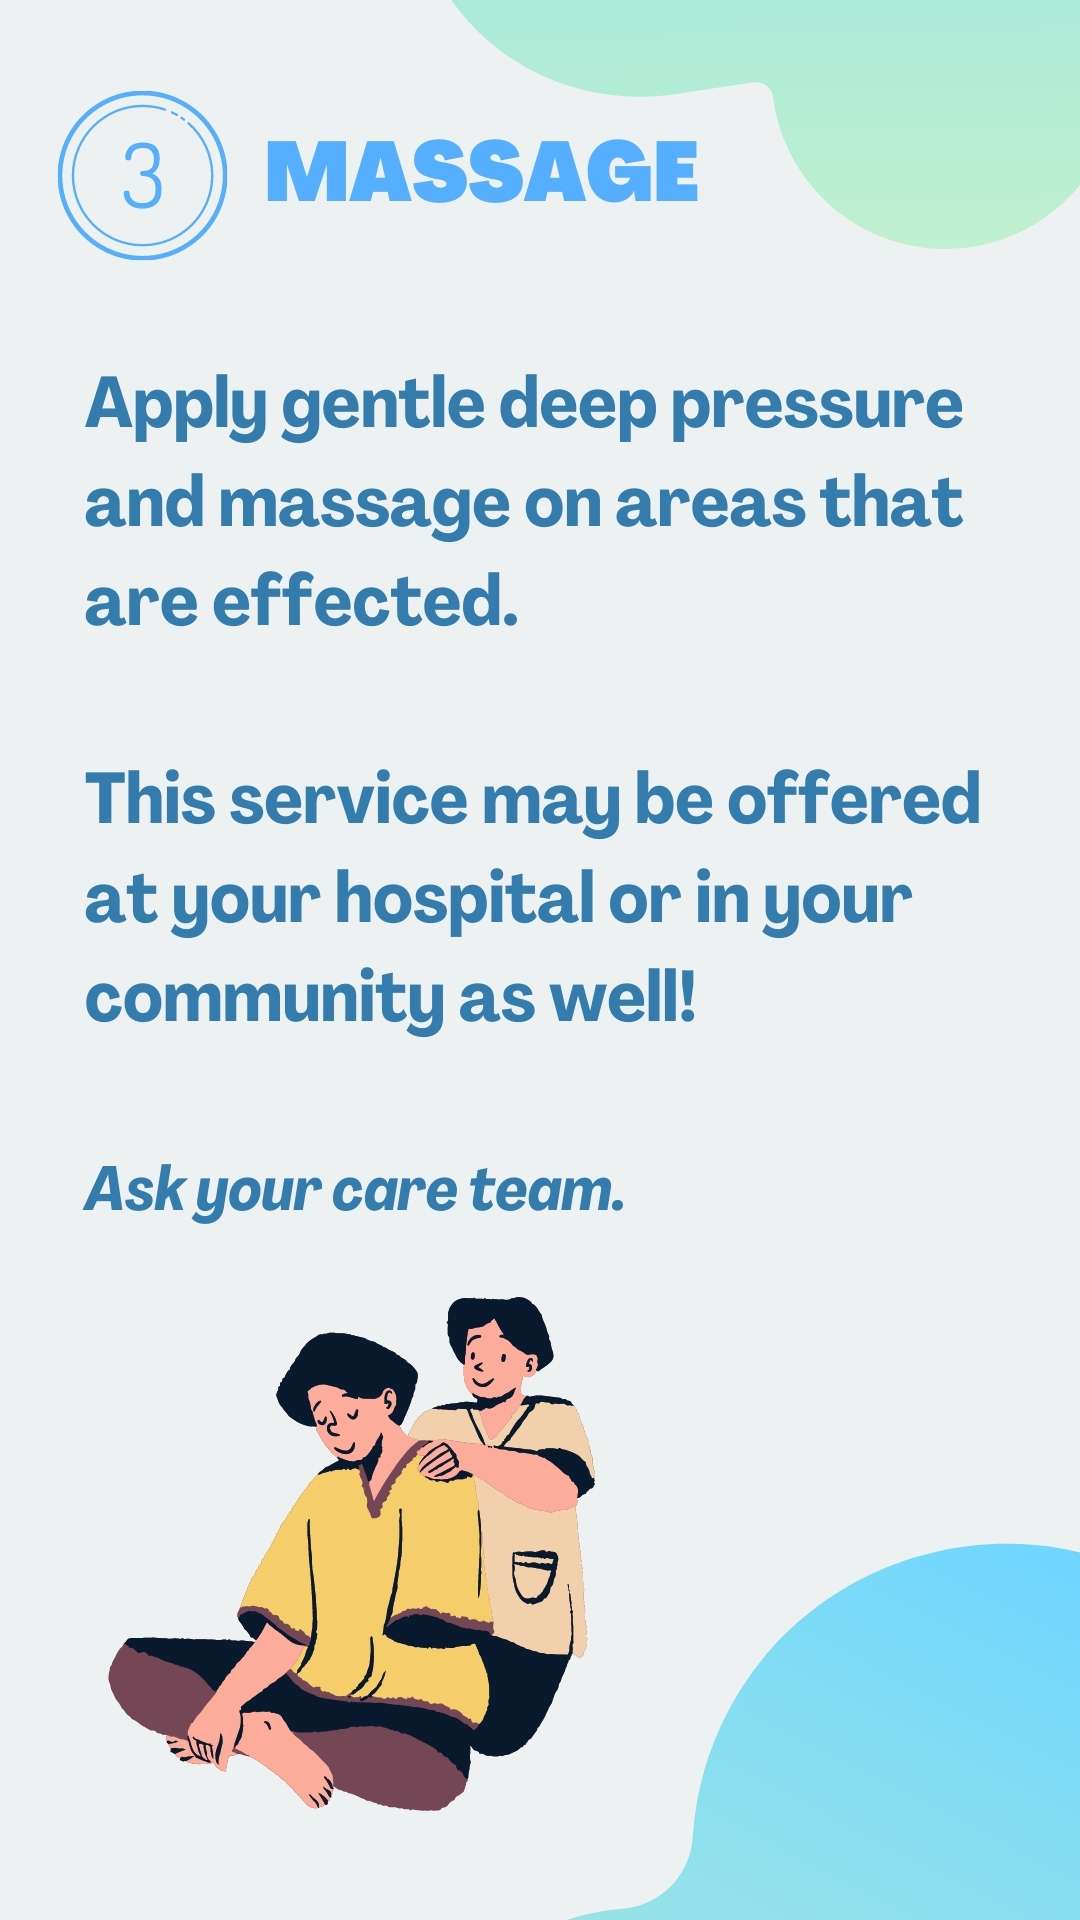 3 MASSAGE
Apply gentle deep pressure
and massage on areas that
are effected.
This service may be offered
at your hospital or in your
community as well!
Ask your care team.